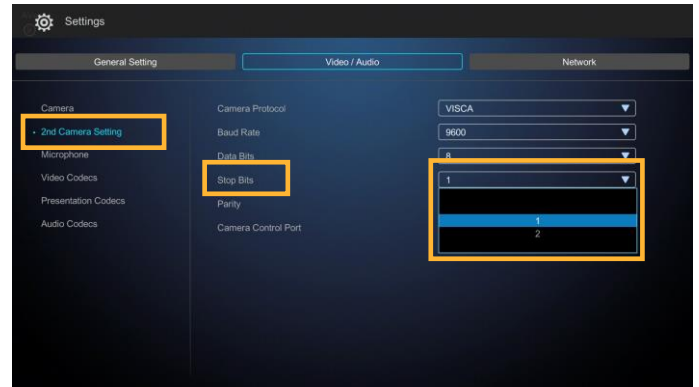 Settings
General Setting Video / Audio Network
Camera Camera Protocol VISCA
2nd Camera Setting Baud Rate 9600
Microphone Data Bits 8
Video Codecs Stop Bits 1
Presentation Codecs Parity
1
Audio Codecs Camera Control Port
2